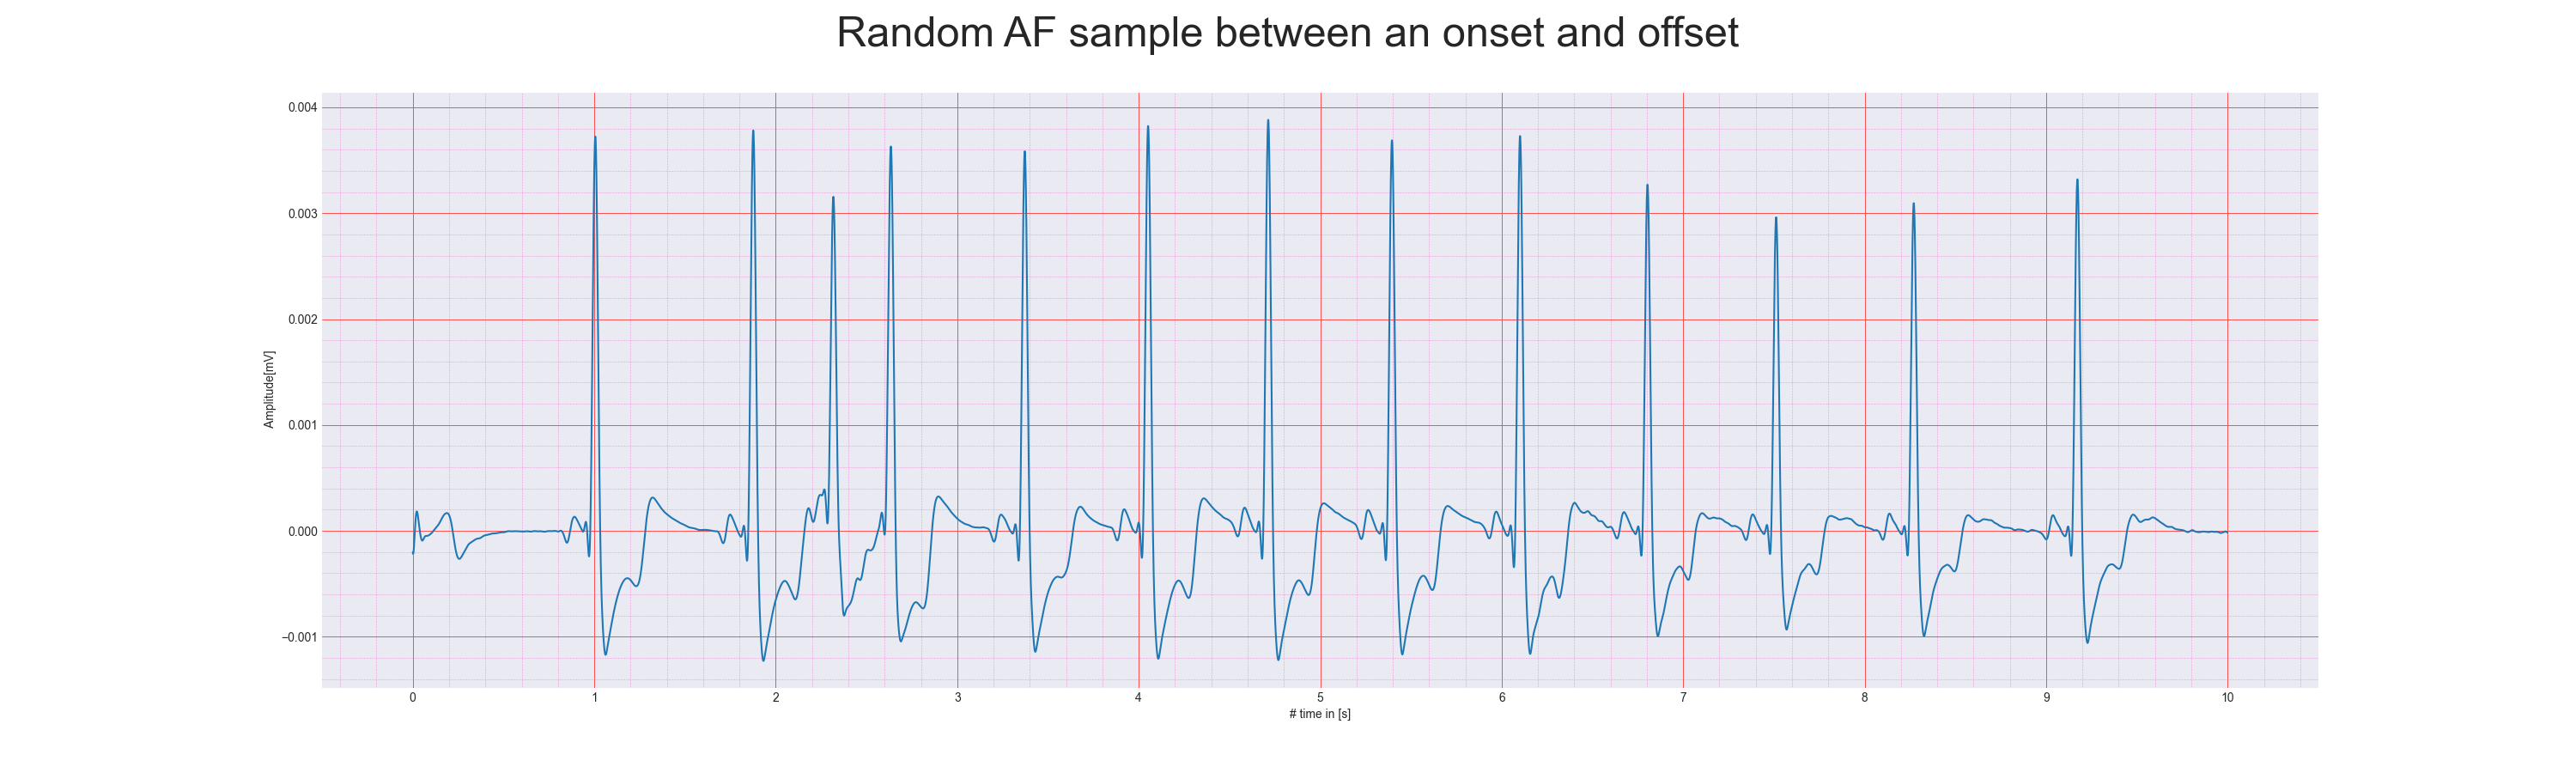 Random AF sample between an onset and offset
0.004
0.003
0.002
0.001
0.000
−0.001
Amplitude[mV]
0 1 2 3 4 5 6 7 8 9 10
# time in [s]